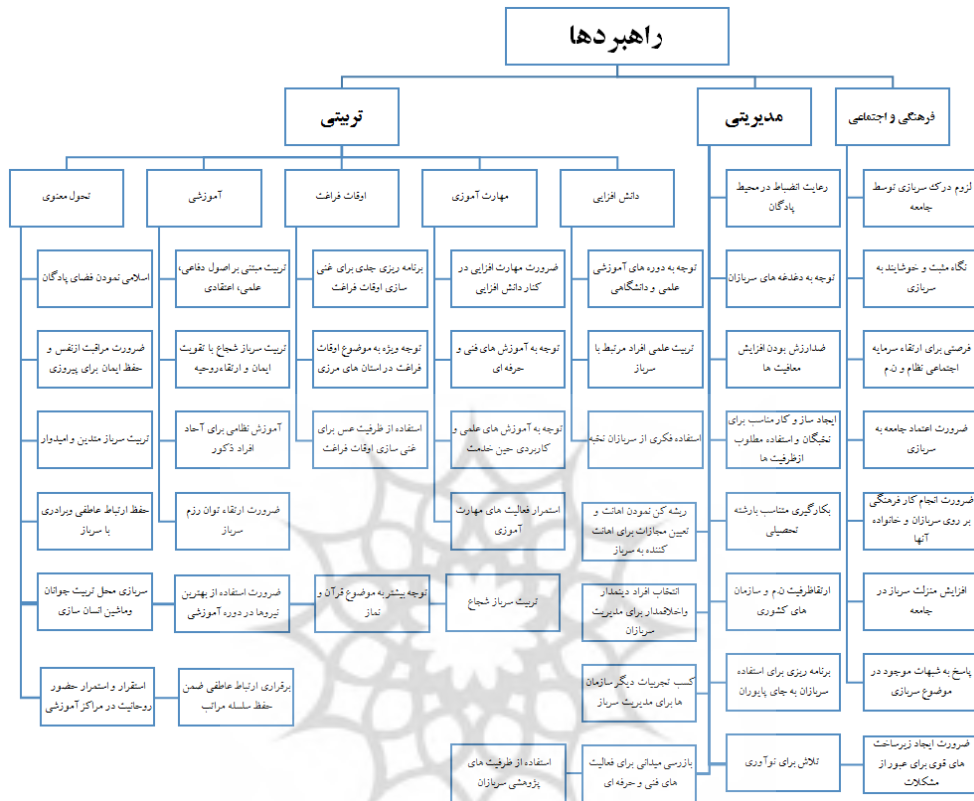 راهبردها
فرهنگی و اجتماعی
مدیریتی
تربیتی
لزوم درک سربازی توسط
جامعه
نگاه مثبت و خوشایند به
سربازی
فرصتی برای ارتقاء سرمایه
اجتماعی نظام و ن.م
ضرورت اعتماد جامعه به
سربازی
ضرورت انجام کار فرهنگی
بر روی سربازان و خانواده
آنها
افزایش منزلت سرباز در
جامعه
پاسخ به شبهات موجود در
موضوع سربازی
ضرورت ایجاد زیرساخت
های قوی برای عبور از
مشکلات
رعایت انضباط در محیط
پادگان
توجه به دغدغه های سربازان
ضدارزش بودن افزایش
معافیت ها
ایجاد ساز و کار مناسب برای
نخبگان و استفاده مطلوب
ازظرفیت ها
بکارگیری متناسب بارشته
تحصیلی
ارتقاظرفیت ن.م و سازمان
های کشوری
برنامه ریزی برای استفاده
سربازان به جای پایوران
تلاش برای نوآوری
ریشه کن نمودن اهانت و
تعیین مجازات برای اهانت
کننده به سرباز
انتخاب افراد دیندار
واخلاقمدار برای مدیریت
سربازان
کسب تجربیات دیگر سازمان
ها برای مدیریت سرباز
بازرسی میدانی برای فعالیت
های فنی و حرفه ای
استفاده از ظرفیت های
پژوهشی سربازان
دانش افزایی
توجه به دوره های آموزشی
علمی و دانشگاهی
تربیت علمی افراد مرتبط با
سرباز
استفاده فکری از سربازان نخبه
مهارت آموزی
ضرورت مهارت افزایی در
کنار دانش افزایی
توجه به آموزش های فنی و
حرفه ای
توجه به آموزش های علمی و
کاربردی حین خدمت
استمرار فعالیت های مهارت
آموزی
اوقات فراغت
برنامه ریزی جدی برای غنی
سازی اوقات فراغت
توجه ویژه به موضوع اوقات
فراغت در استان های مرزی
استفاده از ظرفیت عس برای
غنی سازی اوقات فراغت
آموزشی
تربیت مبتنی بر اصول دفاعی،
علمی، اعتقادی
تربیت سرباز شجاع با تقویت
ایمان و ارتقاءروحیه
آموزش نظامی برای آحاد
افراد ذکور
ضرورت ارتقاء توان رزم
سرباز
تحول معنوی
اسلامی نمودن فضای پادگان
ضرورت مراقبت ازنفس و
حفظ ایمان برای پیروزی
تربیت سرباز متدین و امیدوار
حفظ ارتباط عاطفی وبرادری
با سرباز
تربیت سرباز شجاع
توجه بیشتر به موضوع قرآن و
نماز
ضرورت استفاده از بهترین
نیروها در دوره آموزشی
سربازی محل تربیت جوانان
وماشین انسان سازی
برقراری ارتباط عاطفی ضمن
حفظ سلسله مراتب
استقرار و استمرار حضور
روحانیت در مراکز آموزشی